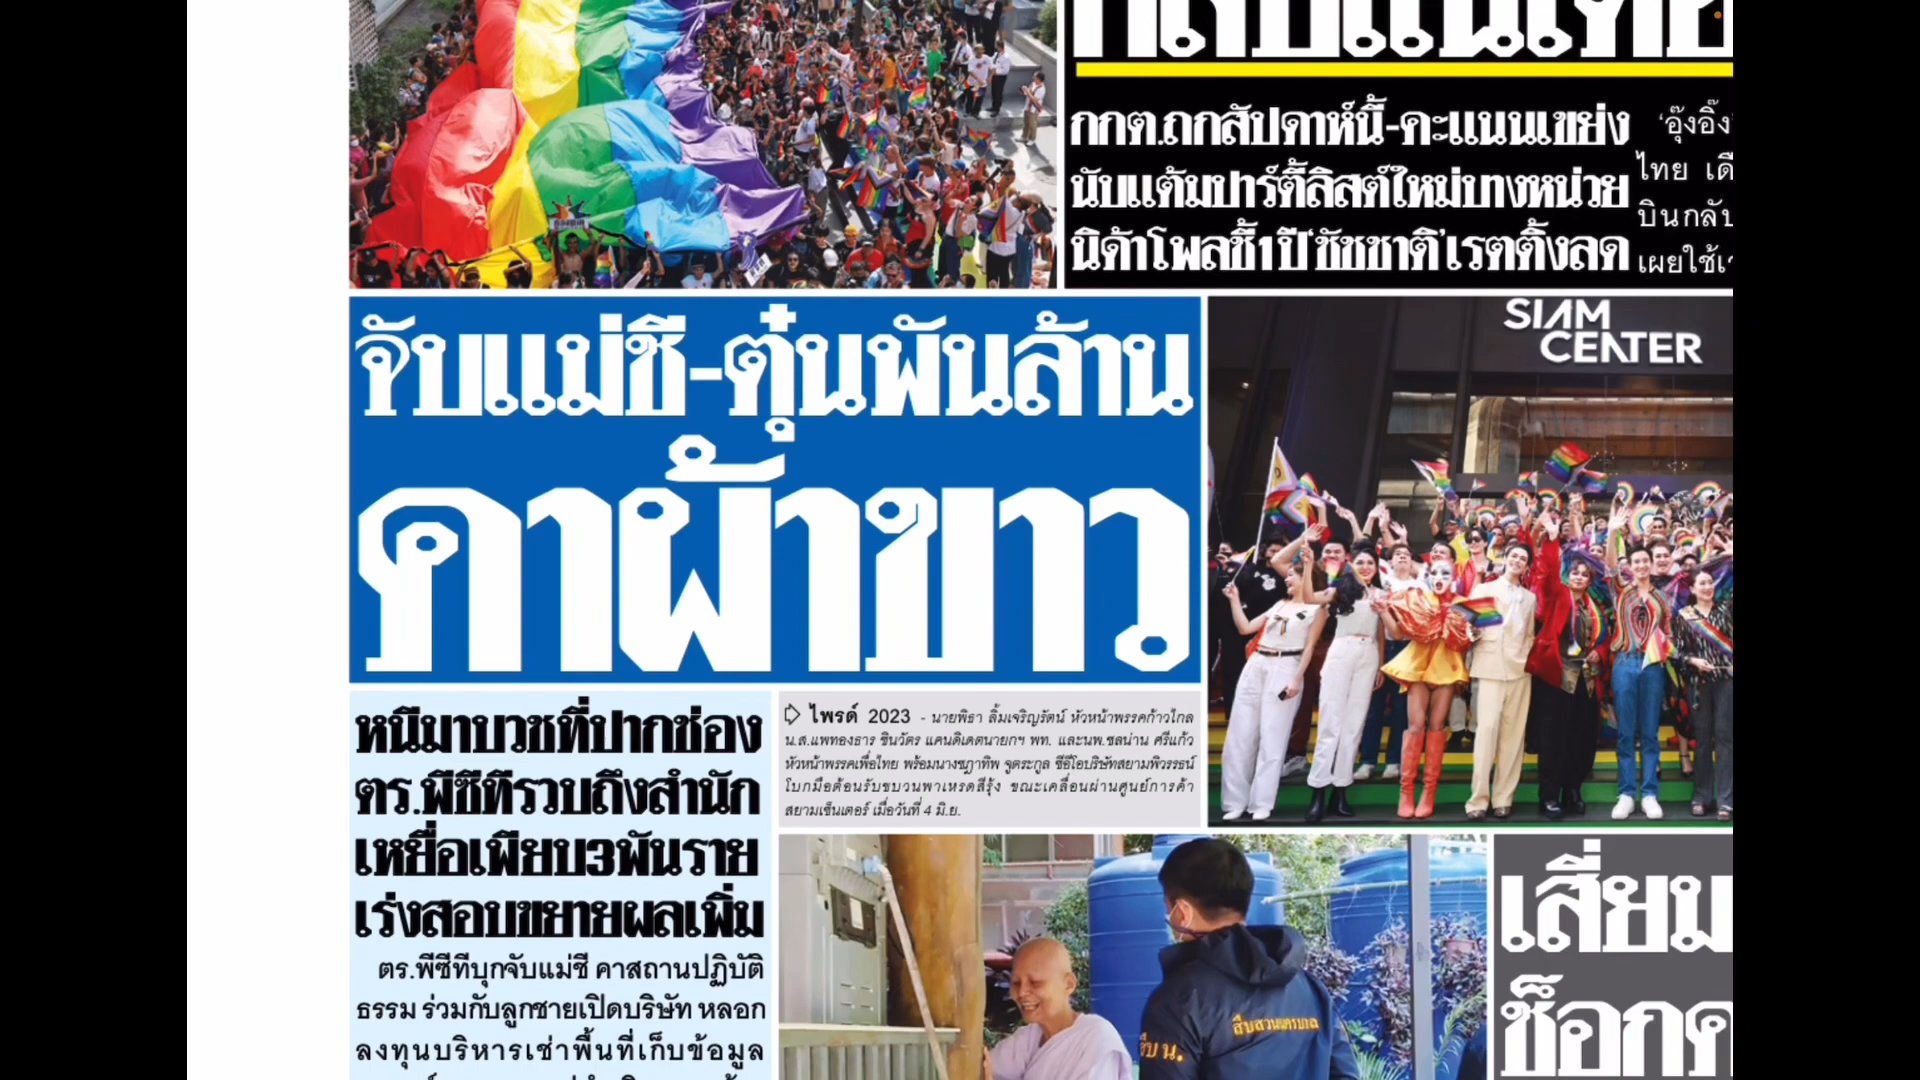 กกต.ถกสัปดาห์นี้-คะแนนเขย่ง
นับแต้มปาร์ตี้ลิสต์ใหม่บางหน่วย
นิด้าโพลชี้1ปี‘ชัชชาติ’เรตติ้งลด
‘อุ๊งอิ๊ง’
ไทย
บินกลับ
เผยใช้
จับแม่ชี-ตุ๋นพันล้าน
คาผ้าขาว
SIAM
CENTER
หนีมาบวชที่ปากช่อง
ตร.พีซีทีรวบถึงสำนัก
เหยื่อเพียบ3พันราย
เร่งสอบขยายผลเพิ่ม
ตร.พีซีทีบุกจับแม่ชี คาสถานปฏิบัติ
ธรรม ร่วมกับลูกชายเปิดบริษัท หลอก
ลงทุนบริหารเช่าพื้นที่เก็บข้อมูล
ไพรด์ 2023 - นายพิธา ลิ้มเจริญรัตน์ หัวหน้าพรรคก้าวไกล
น.ส.แพทองธาร ชินวัตร แคนดิเดตนายกฯ พท. และนพ.ชลน่าน ศรีแก้ว
หัวหน้าพรรคเพื่อไทย พร้อมนางชฎาทิพ จูตระกูล ซีอีโอบริษัทสยามพิวรรธน์
โบกมือต้อนรับขบวนพาเหรดสีรุ้ง ขณะเคลื่อนผ่านศูนย์การค้า
สยามเซ็นเตอร์ เมื่อวันที่ 4 มิ.ย.
สืบสวนนครบาล
สืบ น.
เสี่ยม
ช็อก